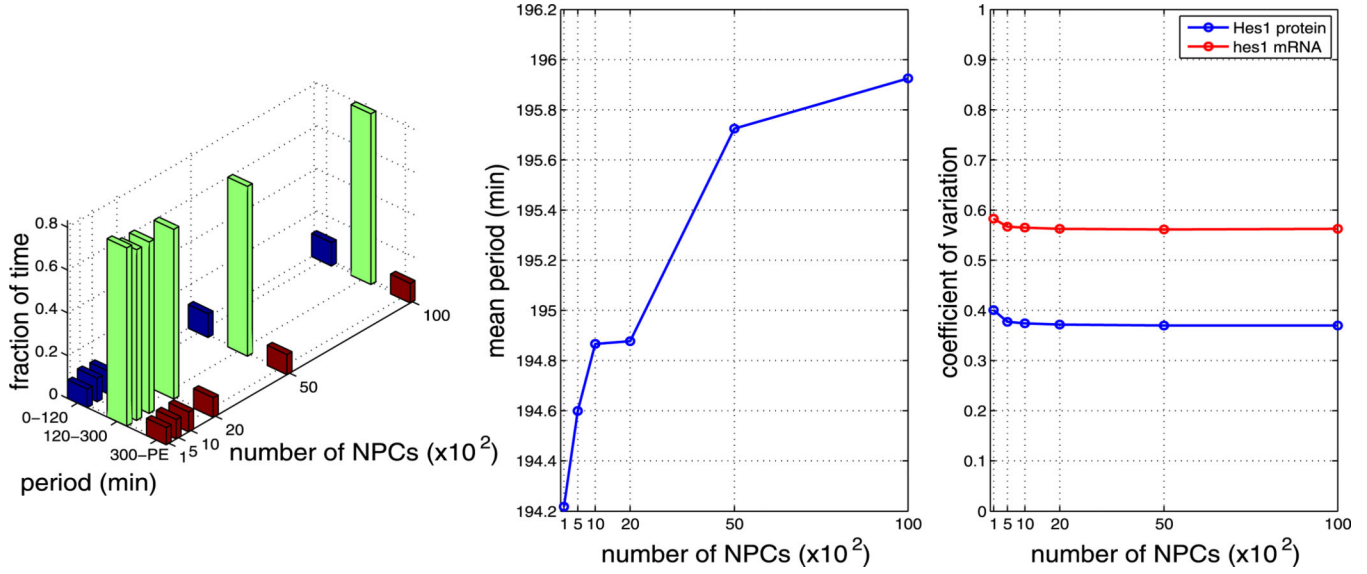 0.8
0.6
0.4
0.2
0
fraction of time
0−120
120−300
300−PE
period (min)
1
5
10
20
50
100
number of NPCs (x10²)
196.2
196
195.8
195.6
195.4
195.2
195
194.8
194.6
194.4
194.2
mean period (min)
1 5 10 20 50 100
number of NPCs (x10²)
1
0.9
0.8
0.7
0.6
0.5
0.4
0.3
0.2
0.1
0
coefficient of variation
Hes1 protein
hes1 mRNA
1 5 10 20 50 100
number of NPCs (x10²)